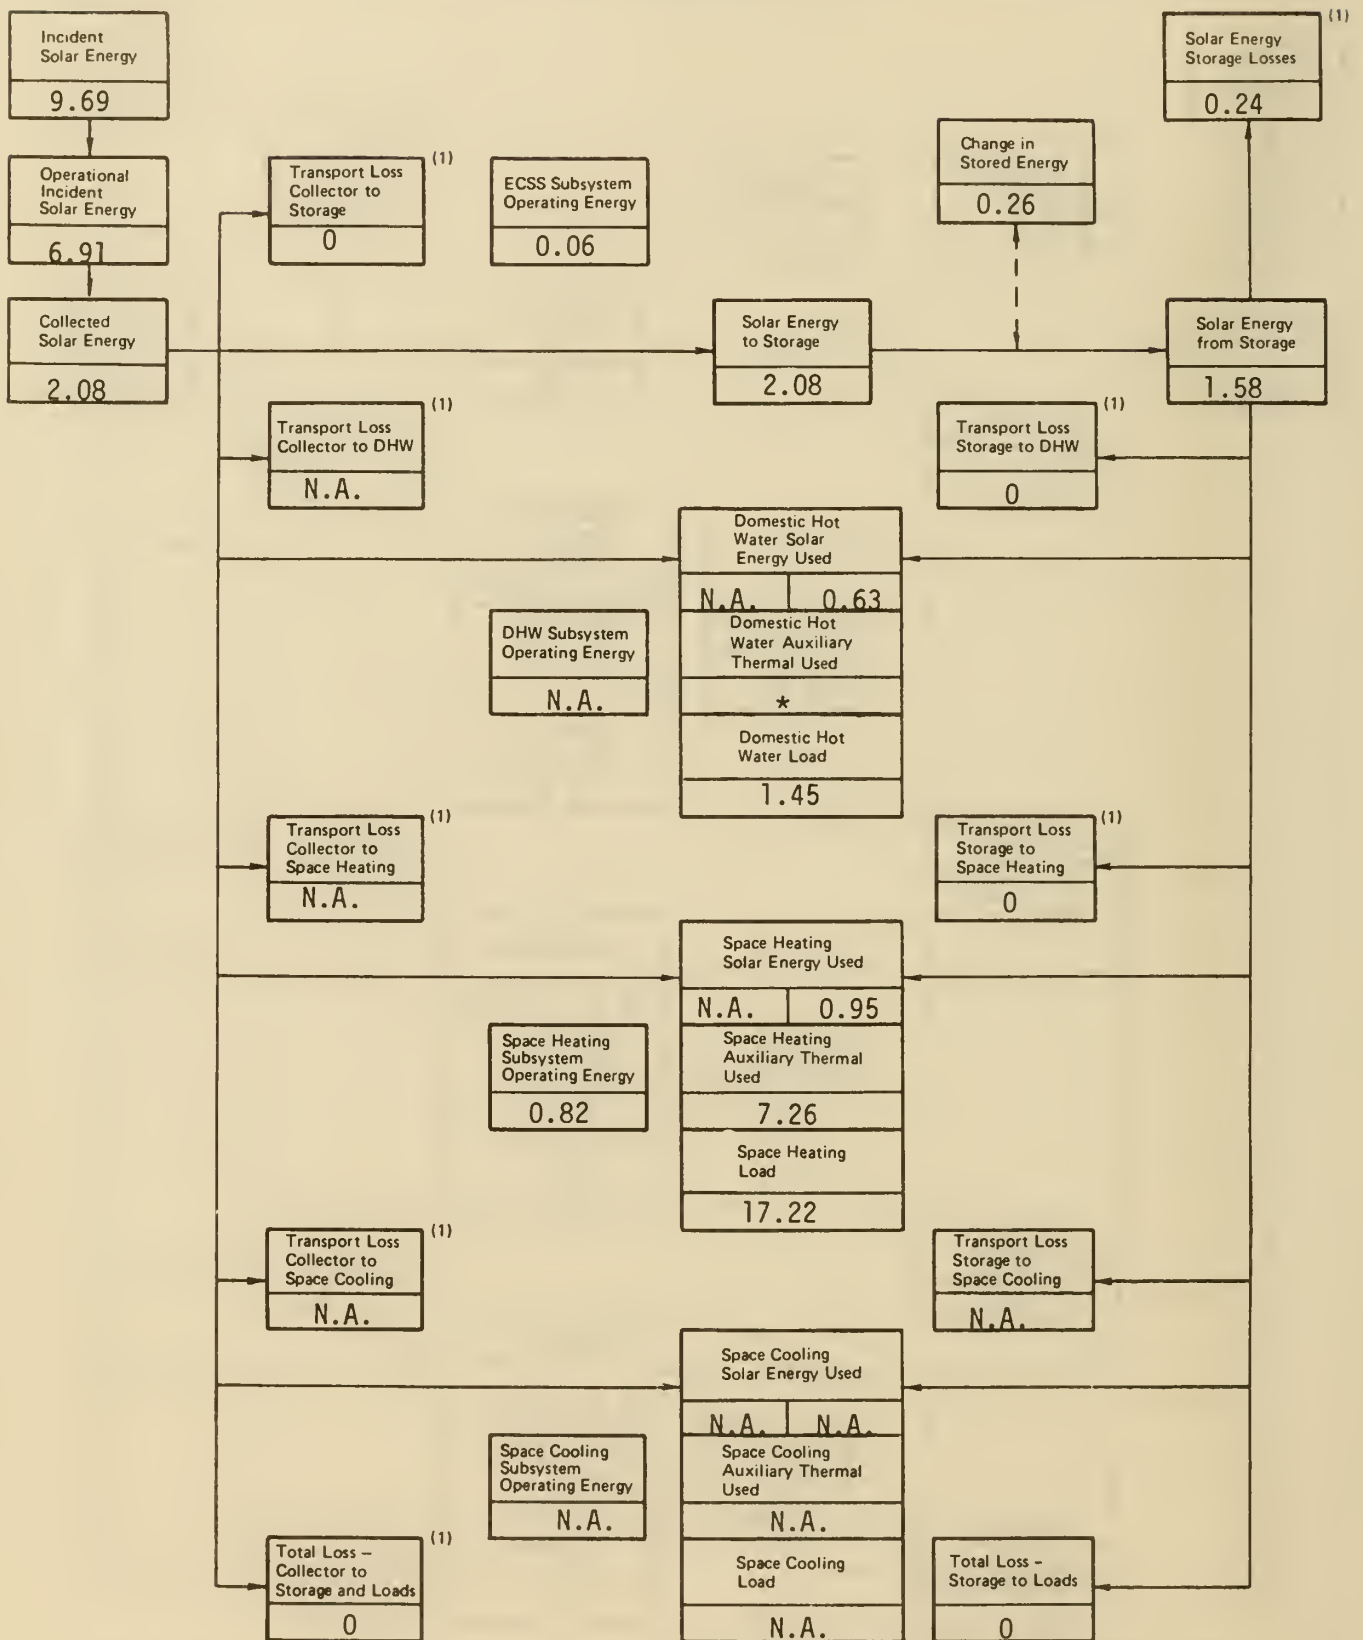 Incident
Solar Energy
9.69
(1)
Solar Energy
Storage Losses
0.24
Operational
Incident
Solar Energy
6.91
(1)
Transport Loss
Collector to
Storage
0
ECSS Subsystem
Operating Energy
0.06
Change in
Stored Energy
0.26
Collected
Solar Energy
2.08
Solar Energy
to Storage
2.08
Solar Energy
from Storage
1.58
(1)
Transport Loss
Collector to DHW
N.A.
(1)
Transport Loss
Storage to DHW
0
Domestic Hot
Water Solar
Energy Used
N.A. 0.63
DHW Subsystem
Operating Energy
N.A.
Domestic Hot
Water Auxiliary
Thermal Used
*
Domestic Hot
Water Load
1.45
(1)
Transport Loss
Collector to
Space Heating
N.A.
(1)
Transport Loss
Storage to
Space Heating
0
Space Heating
Solar Energy Used
N.A. 0.95
Space Heating
Subsystem
Operating Energy
0.82
Space Heating
Auxiliary Thermal
Used
7.26
Space Heating
Load
17.22
(1)
Transport Loss
Collector to
Space Cooling
N.A.
Transport Loss
Storage to
Space Cooling
N.A.
Space Cooling
Solar Energy Used
N.A. N.A.
Space Cooling
Subsystem
Operating Energy
N.A.
Space Cooling
Auxiliary Thermal
Used
N.A.
(1)
Total Loss –
Collector to
Storage and Loads
0
Space Cooling
Load
N.A.
Total Loss –
Storage to Loads
0